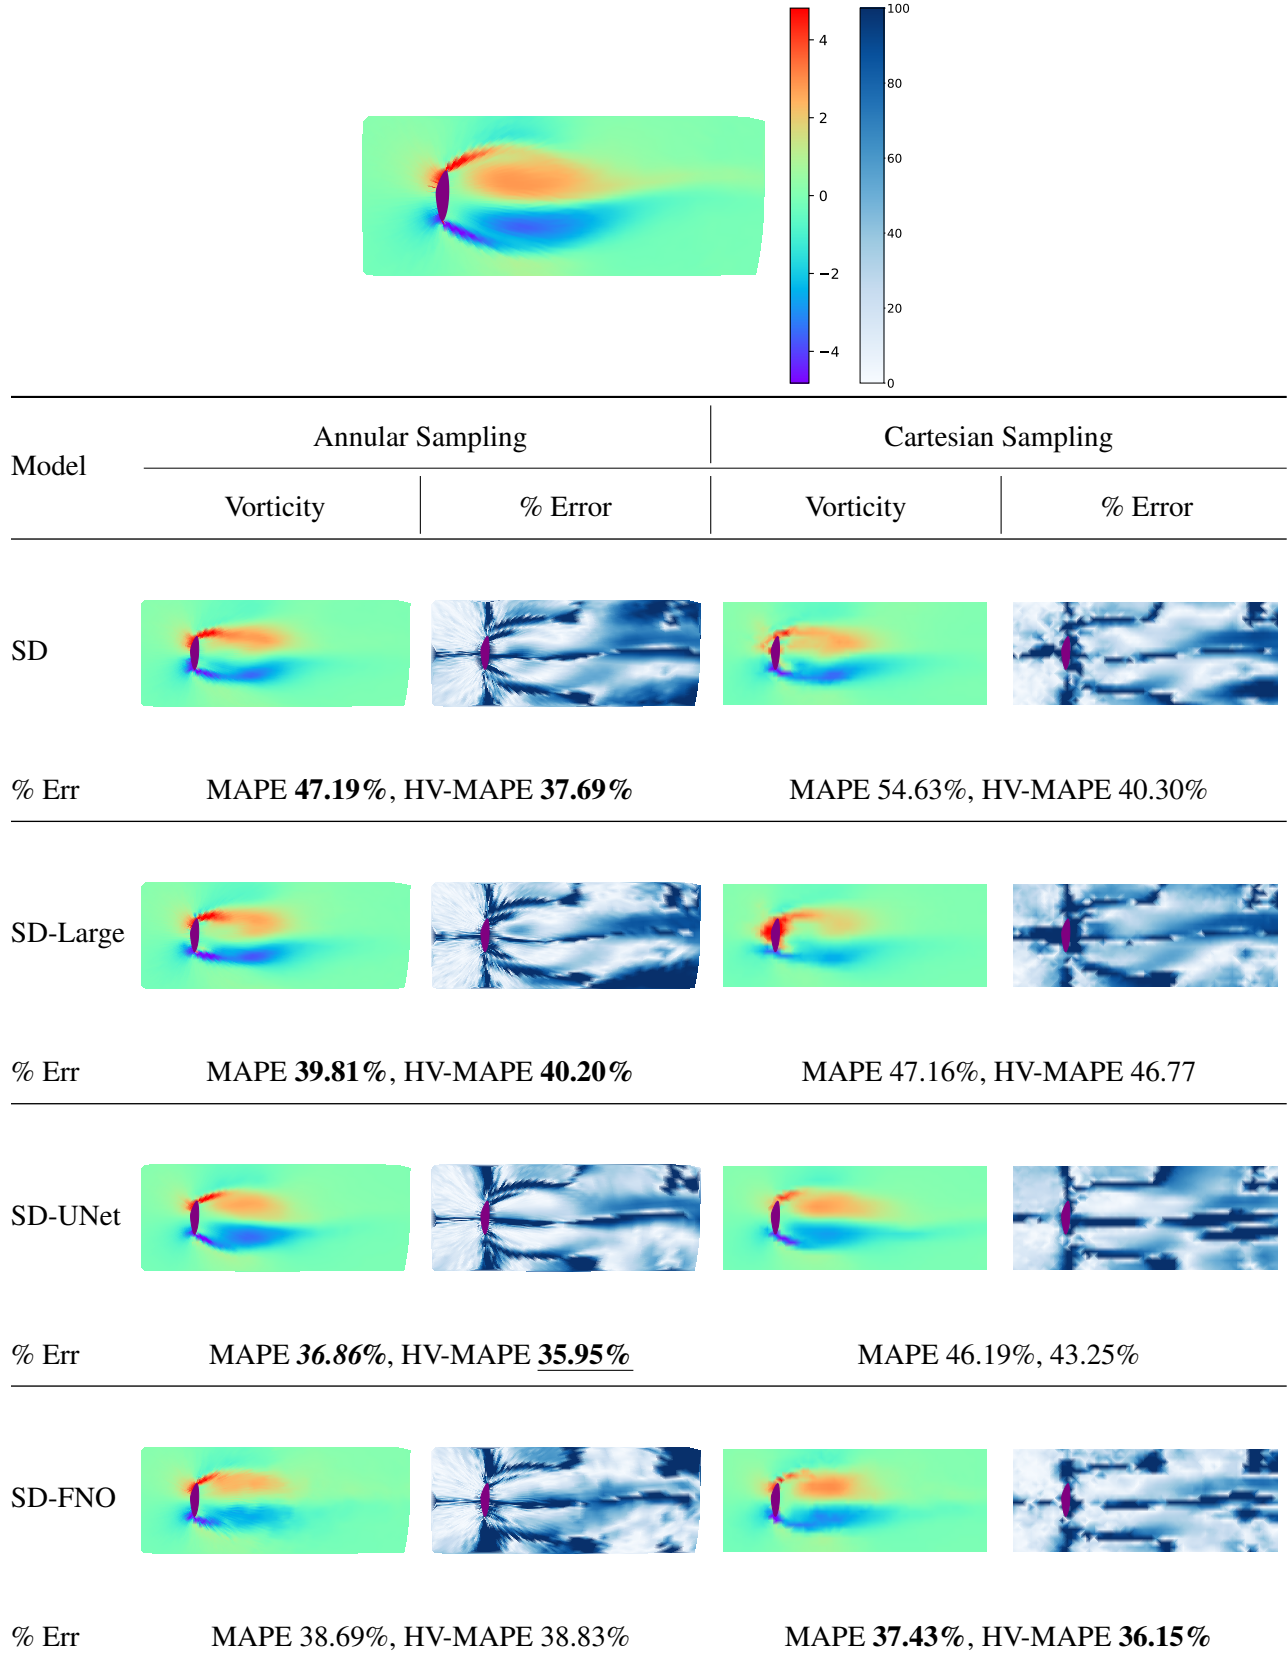 4
2
0
−2
−4
100
80
60
40
20
0
Model
Annular Sampling
Cartesian Sampling
Vorticity
% Error
Vorticity
% Error
SD
% Err
MAPE 47.19%, HV-MAPE 37.69%
MAPE 54.63%, HV-MAPE 40.30%
SD-Large
% Err
MAPE 39.81%, HV-MAPE 40.20%
MAPE 47.16%, HV-MAPE 46.77
SD-UNet
% Err
MAPE 36.86%, HV-MAPE 35.95%
MAPE 46.19%, 43.25%
SD-FNO
% Err
MAPE 38.69%, HV-MAPE 38.83%
MAPE 37.43%, HV-MAPE 36.15%